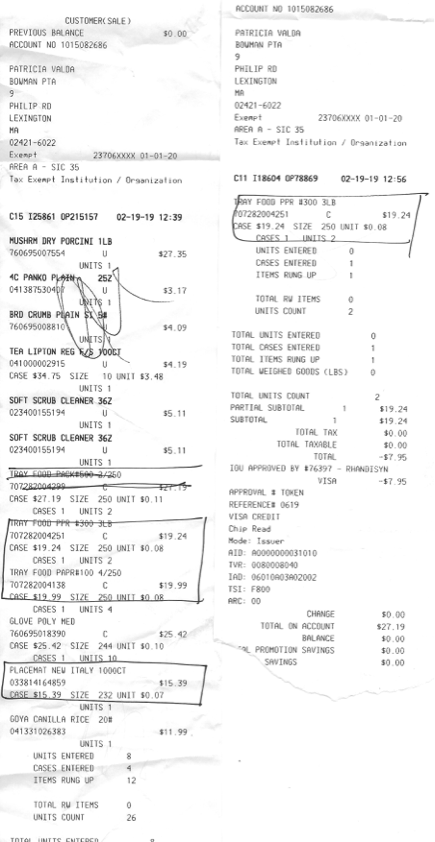 CUSTOMER(SALE)
PREVIOUS BALANCE $0.00
ACCOUNT NO 1015082686
PATRICIA VALDA
BOWMAN PTA
9
PHILIP RD
LEXINGTON
MA
02421-6022
Exempt 23706XXXX 01-01-20
AREA A - SIC 35
Tax Exempt Institution / Organization
C15 I25861 OP215157 02-19-19 12:39
MUSHRM DRY PORCINI 1LB
760695007554 U $27.35
UNITS 1
4C PANKO PLAIN 25Z
041387530407 U $3.17
UNITS 1
BRD CRUMB PLAIN SI 5#
760695008810 U $4.09
UNITS 1
TEA LIPTON REG F/S 100CT
041000002915 U $4.19
CASE $34.75 SIZE 10 UNIT $3.48
UNITS 1
SOFT SCRUB CLEANER 36Z
023400155194 U $5.11
UNITS 1
SOFT SCRUB CLEANER 36Z
023400155194 U $5.11
UNITS 1
TRAY FOOD PACK#500 2/250
707282004299 C $27.19
CASE $27.19 SIZE 250 UNIT $0.11
CASES 1 UNITS 2
TRAY FOOD PPR #300 3LB
707282004251 C $19.24
CASE $19.24 SIZE 250 UNIT $0.08
CASES 1 UNITS 2
TRAY FOOD PAPR#100 4/250
707282004138 C $19.99
CASE $19.99 SIZE 250 UNIT $0.08
CASES 1 UNITS 4
GLOVE POLY MED
760695018390 C $25.42
CASE $25.42 SIZE 244 UNIT $0.10
CASES 1 UNITS 10
PLACEMAT NEW ITALY 1000CT
033814164859 $15.39
CASE $15.39 SIZE 232 UNIT $0.07
UNITS 1
GOYA CANILLA RICE 20#
041331026383 $11.99
UNITS 1
UNITS ENTERED 8
CASES ENTERED 4
ITEMS RUNG UP 12
TOTAL RW ITEMS 0
UNITS COUNT 26
TOTAL UNITS ENTERED 8
ACCOUNT NO 1015082686
PATRICIA VALDA
BOWMAN PTA
9
PHILIP RD
LEXINGTON
MA
02421-6022
Exempt 23706XXXX 01-01-20
AREA A - SIC 35
Tax Exempt Institution / Organization
C11 I18604 OP78869 02-19-19 12:56
TRAY FOOD PPR #300 3LB
707282004251 C $19.24
CASE $19.24 SIZE 250 UNIT $0.08
CASES 1 UNITS 2
UNITS ENTERED 0
CASES ENTERED 1
ITEMS RUNG UP 1
TOTAL RW ITEMS 0
UNITS COUNT 2
TOTAL UNITS ENTERED 0
TOTAL CASES ENTERED 1
TOTAL ITEMS RUNG UP 1
TOTAL WEIGHED GOODS (LBS) 0
TOTAL UNITS COUNT 2
PARTIAL SUBTOTAL 1 $19.24
SUBTOTAL 1 $19.24
TOTAL TAX $0.00
TOTAL TAXABLE $0.00
TOTAL -$7.95
IOU APPROVED BY #76397 - RHANDISYN
VISA -$7.95
APPROVAL # TOKEN
REFERENCE# 0619
VISA CREDIT
Chip Read
Mode: Issuer
AID: A0000000031010
TVR: 0080008040
IAD: 06010A03A02002
TSI: F800
ARC: 00
CHANGE $0.00
TOTAL ON ACCOUNT $27.19
BALANCE $0.00
PROMOTION SAVINGS $0.00
SAVINGS $0.00